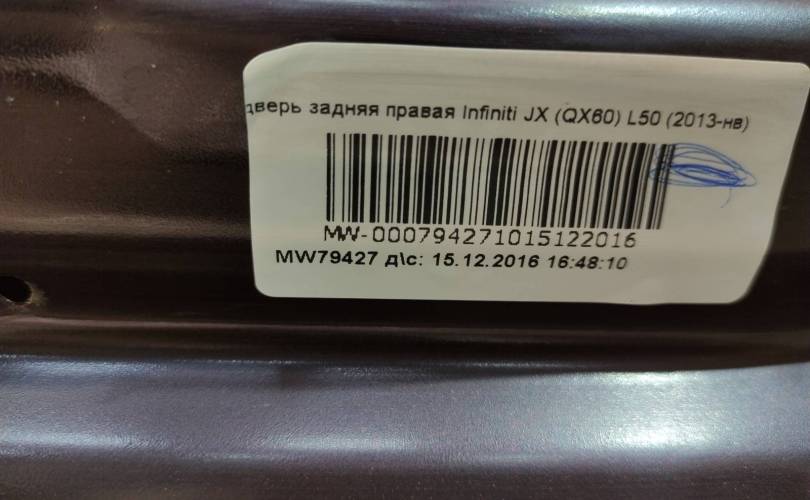 дверь задняя правая Infiniti JX (QX60) L50 (2013-нв)
MW-000794271015122016
MW79427 д\с: 15.12.2016 16:48:10